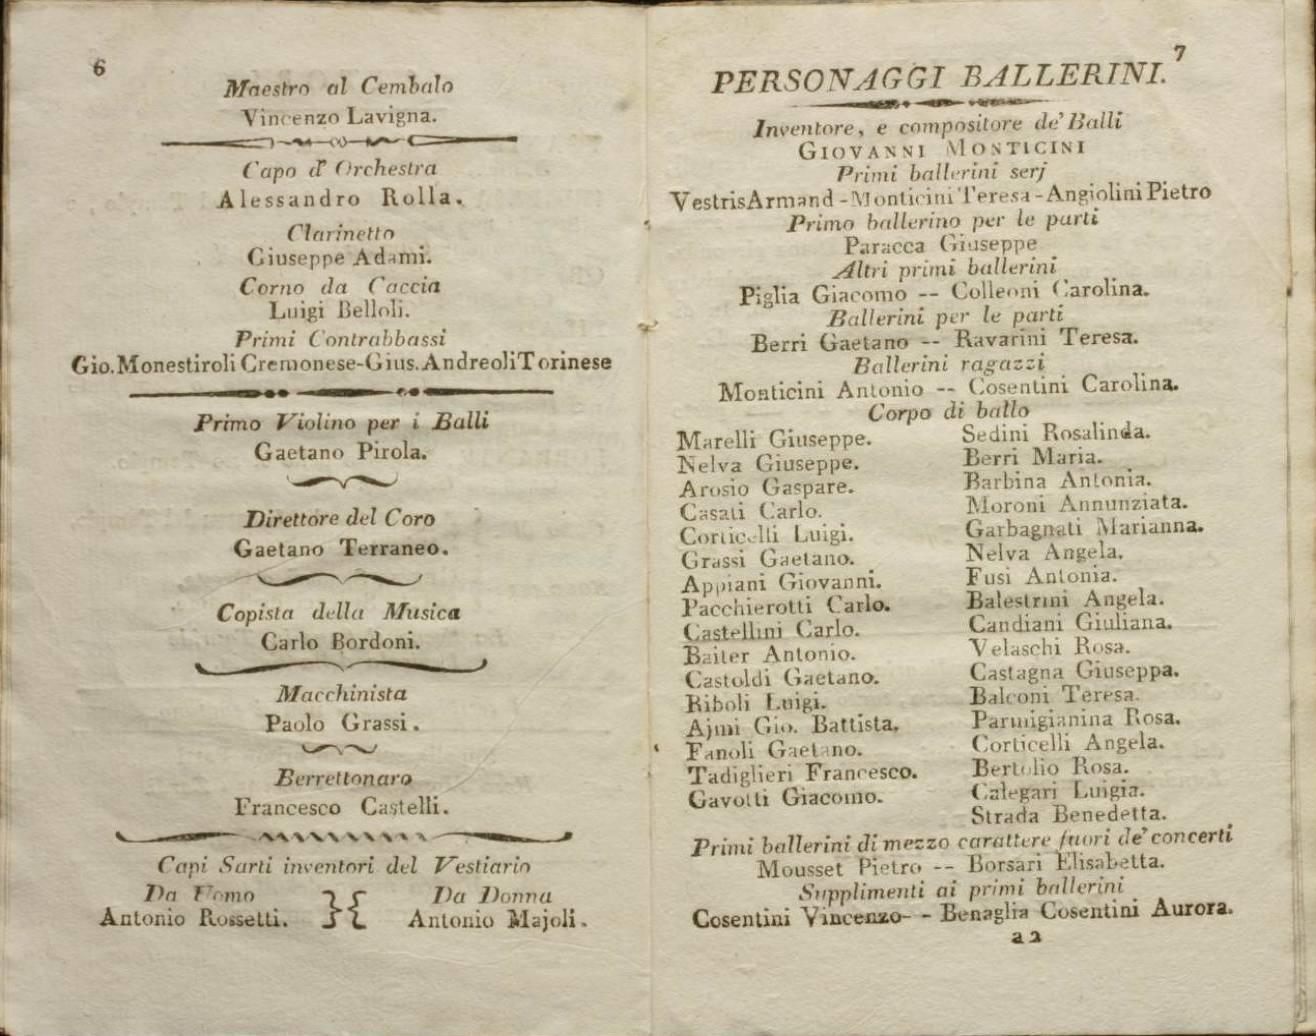 6
Maestro al Cembalo
Vincenzo Lavigna.
Capo d' Orchestra
Alessandro Rolla.
Clarinetto
Giuseppe Adami.
Corno da Caccia
Luigi Belloli.
Primi Contrabbassi
Gio. Monestiroli Cremonese-Gius. Andreoli Torinese
Primo Violino per i Balli
Gaetano Pirola.
Direttore del Coro
Gaetano Terraneo.
Copista della Musica
Carlo Bordoni.
Macchinista
Paolo Grassi.
Berrettonaro
Francesco Castelli.
Capi Sarti inventori del Vestiario
Da Uomo
Antonio Rossetti.
Da Donna
Antonio Majoli.
7
PERSONAGGI BALLERINI.
Inventore, e compositore de' Balli
GIOVANNI MONTICINI
Primi ballerini serj
Vestris Armand - Monticini Teresa - Angiolini Pietro
Primo ballerino per le parti
Paracca Giuseppe
Altri primi ballerini
Piglia Giacomo -- Colleoni Carolina.
Ballerini per le parti
Berri Gaetano -- Ravarini Teresa.
Ballerini ragazzi
Monticini Antonio -- Cosentini Carolina.
Corpo di ballo
Marelli Giuseppe.
Nelva Giuseppe.
Arosio Gaspare.
Casati Carlo.
Corticelli Luigi.
Grassi Gaetano.
Appiani Giovanni.
Pacchierotti Carlo.
Castellini Carlo.
Baiter Antonio.
Castoldi Gaetano.
Riboli Luigi.
Ajmi Gio. Battista.
Fanoli Gaetano.
Tadiglieri Francesco.
Gavotti Giacomo.
Sedini Rosalinda.
Berri Maria.
Barbina Antonia.
Moroni Annunziata.
Garbagnati Marianna.
Nelva Angela.
Fusi Antonia.
Balestrini Angela.
Candiani Giuliana.
Velaschi Rosa.
Castagna Giuseppa.
Balconi Teresa.
Parmigianina Rosa.
Corticelli Angela.
Bertolio Rosa.
Calegari Luigia.
Strada Benedetta.
Primi ballerini di mezzo carattere fuori de' concerti
Mousset Pietro -- Borsari Elisabetta.
Supplimenti ai primi ballerini
Cosentini Vincenzo- - Benaglia Cosentini Aurora.
a 2